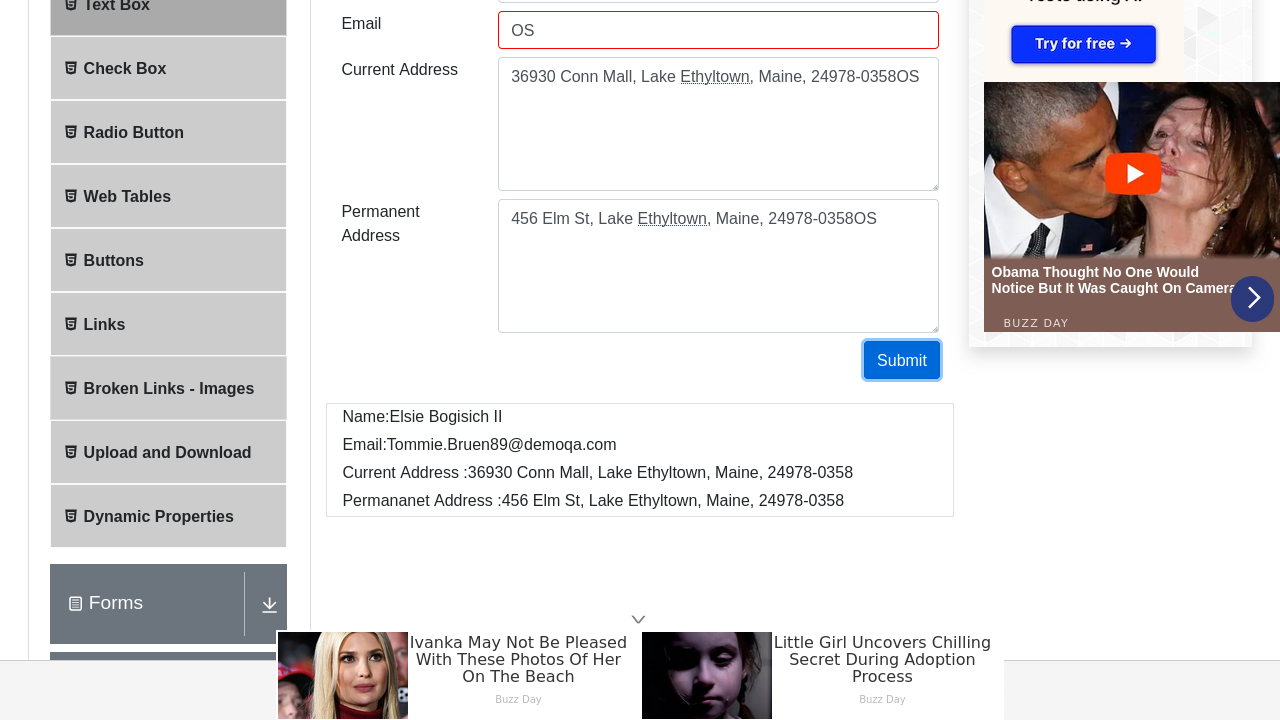 Text Box
Check Box
Radio Button
Web Tables
Buttons
Links
Broken Links - Images
Upload and Download
Dynamic Properties
Forms
Email
OS
Current Address
36930 Conn Mall, Lake Ethyltown, Maine, 24978-0358OS
Permanent
Address
456 Elm St, Lake Ethyltown, Maine, 24978-0358OS
Submit
Name:Elsie Bogisich II
Email:Tommie.Bruen89@demoqa.com
Current Address :36930 Conn Mall, Lake Ethyltown, Maine, 24978-0358
Permananet Address :456 Elm St, Lake Ethyltown, Maine, 24978-0358
Try for free →
Obama Thought No One Would
Notice But It Was Caught On Camera
BUZZ DAY
Ivanka May Not Be Pleased
With These Photos Of Her
On The Beach
Buzz Day
Little Girl Uncovers Chilling
Secret During Adoption
Process
Buzz Day